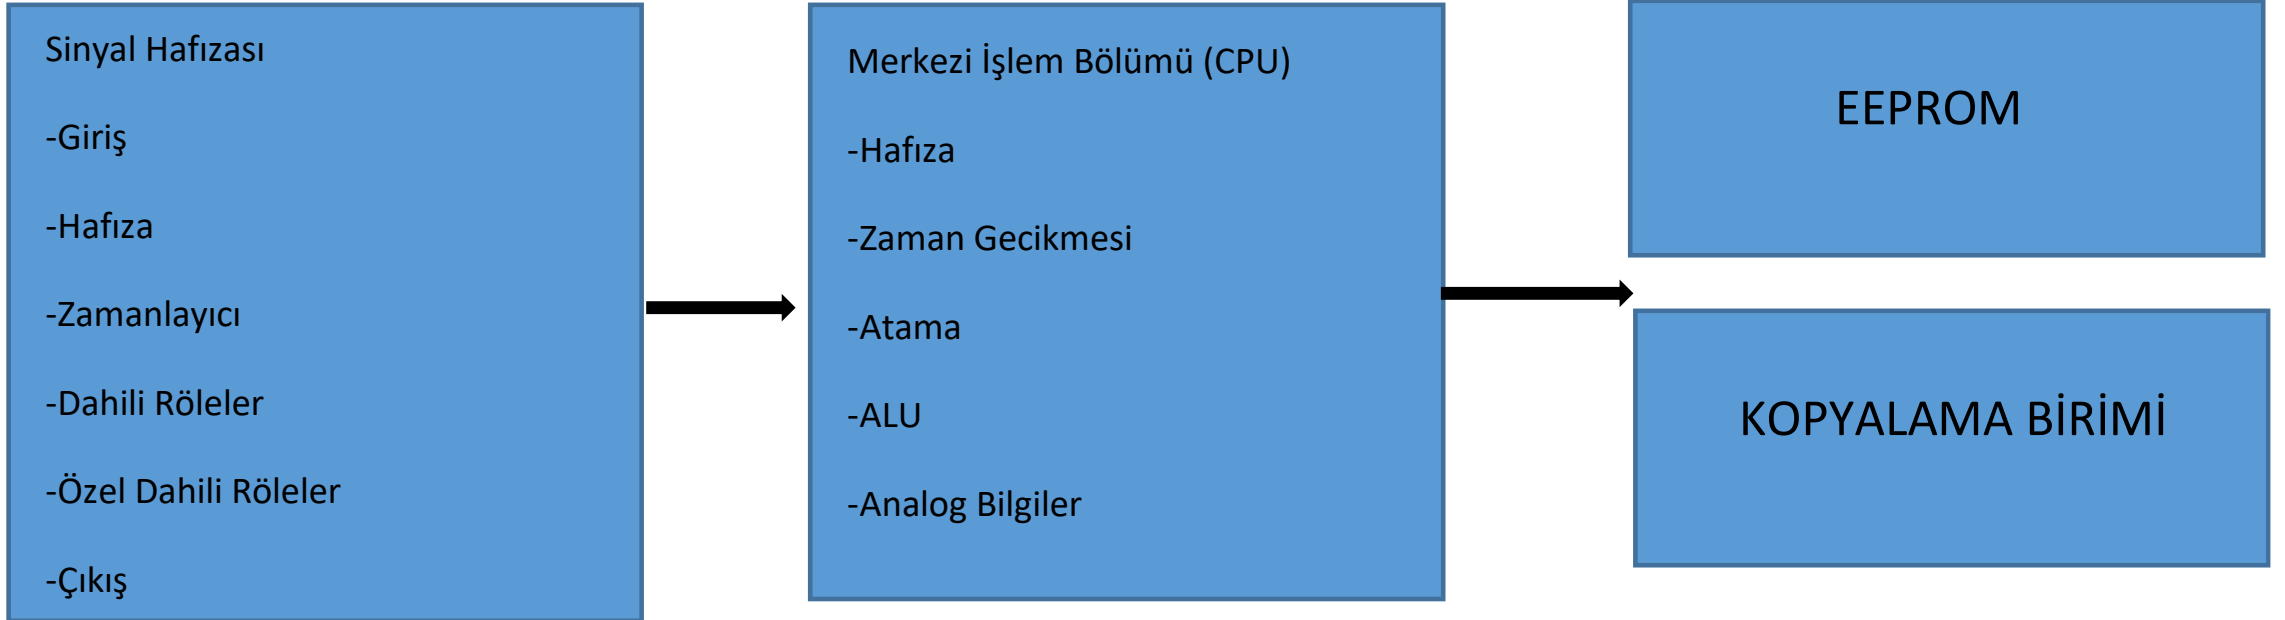 Sinyal Hafızası
-Giriş
-Hafıza
-Zamanlayıcı
-Dahili Röleler
-Özel Dahili Röleler
-Çıkış
Merkezi İşlem Bölümü (CPU)
-Hafıza
-Zaman Gecikmesi
-Atama
-ALU
-Analog Bilgiler
EEPROM
KOPYALAMA BİRİMİ